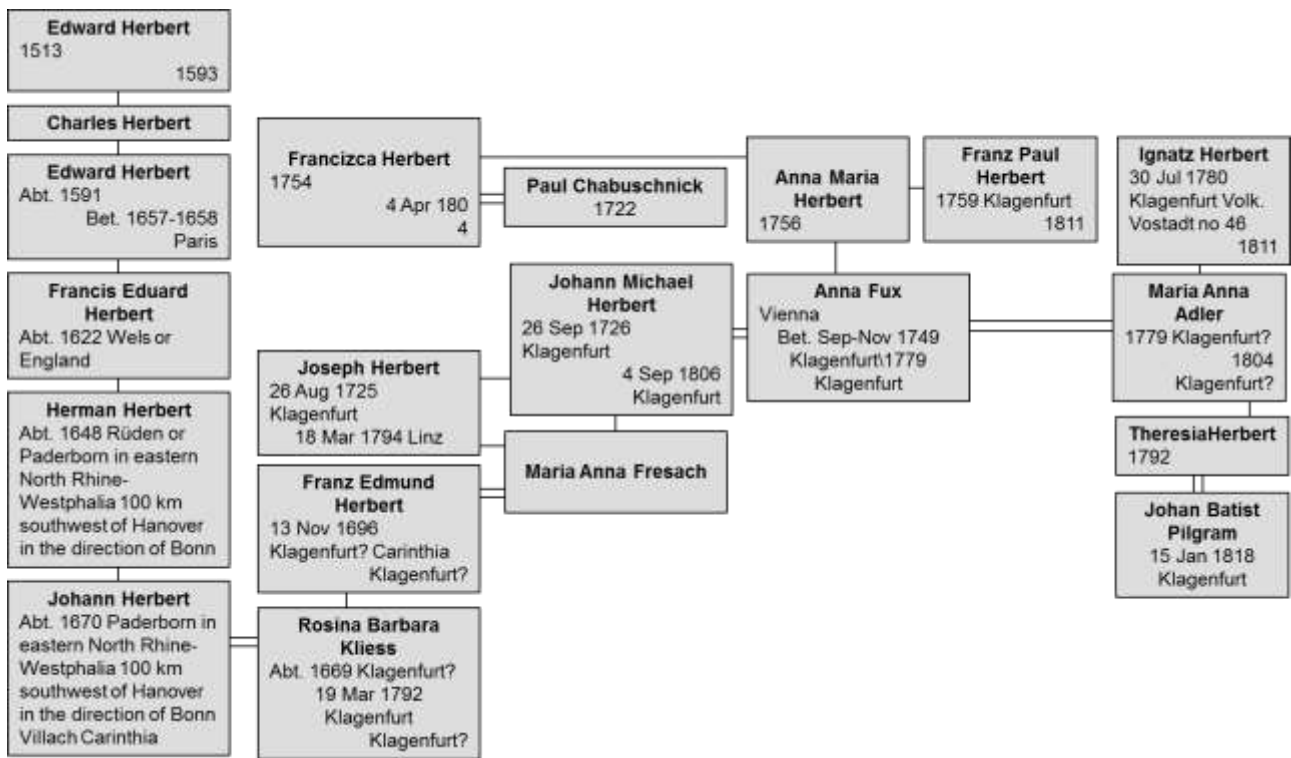 Edward Herbert
1513
1593
Charles Herbert
Edward Herbert
Abt. 1591
Bet. 1657-1658
Paris
Francis Eduard
Herbert
Abt. 1622 Wels or
England
Herman Herbert
Abt. 1648 Rüden or
Paderborn in eastern
North Rhine-
Westphalia 100 km
southwest of Hanover
in the direction of Bonn
Johann Herbert
Abt. 1670 Paderborn in
eastern North Rhine-
Westphalia 100 km
southwest of Hanover
in the direction of Bonn
Villach Carinthia
Francizca Herbert
1754
4 Apr 180
4
Joseph Herbert
26 Aug 1725
Klagenfurt
18 Mar 1794 Linz
Franz Edmund
Herbert
13 Nov 1696
Klagenfurt? Carinthia
Klagenfurt?
Rosina Barbara
Kliess
Abt. 1669 Klagenfurt?
19 Mar 1792
Klagenfurt
Klagenfurt?
Paul Chabuschnick
1722
Johann Michael
Herbert
26 Sep 1726
Klagenfurt
4 Sep 1806
Klagenfurt
Maria Anna Fresach
Anna Maria
Herbert
1756
Anna Fux
Vienna
Bet. Sep-Nov 1749
Klagenfurt\1779
Klagenfurt
Franz Paul
Herbert
1759 Klagenfurt
1811
Ignatz Herbert
30 Jul 1780
Klagenfurt Volk.
Vostadt no 46
1811
Maria Anna
Adler
1779 Klagenfurt?
1804
Klagenfurt?
TheresiaHerbert
1792
Johan Batist
Pilgram
15 Jan 1818
Klagenfurt